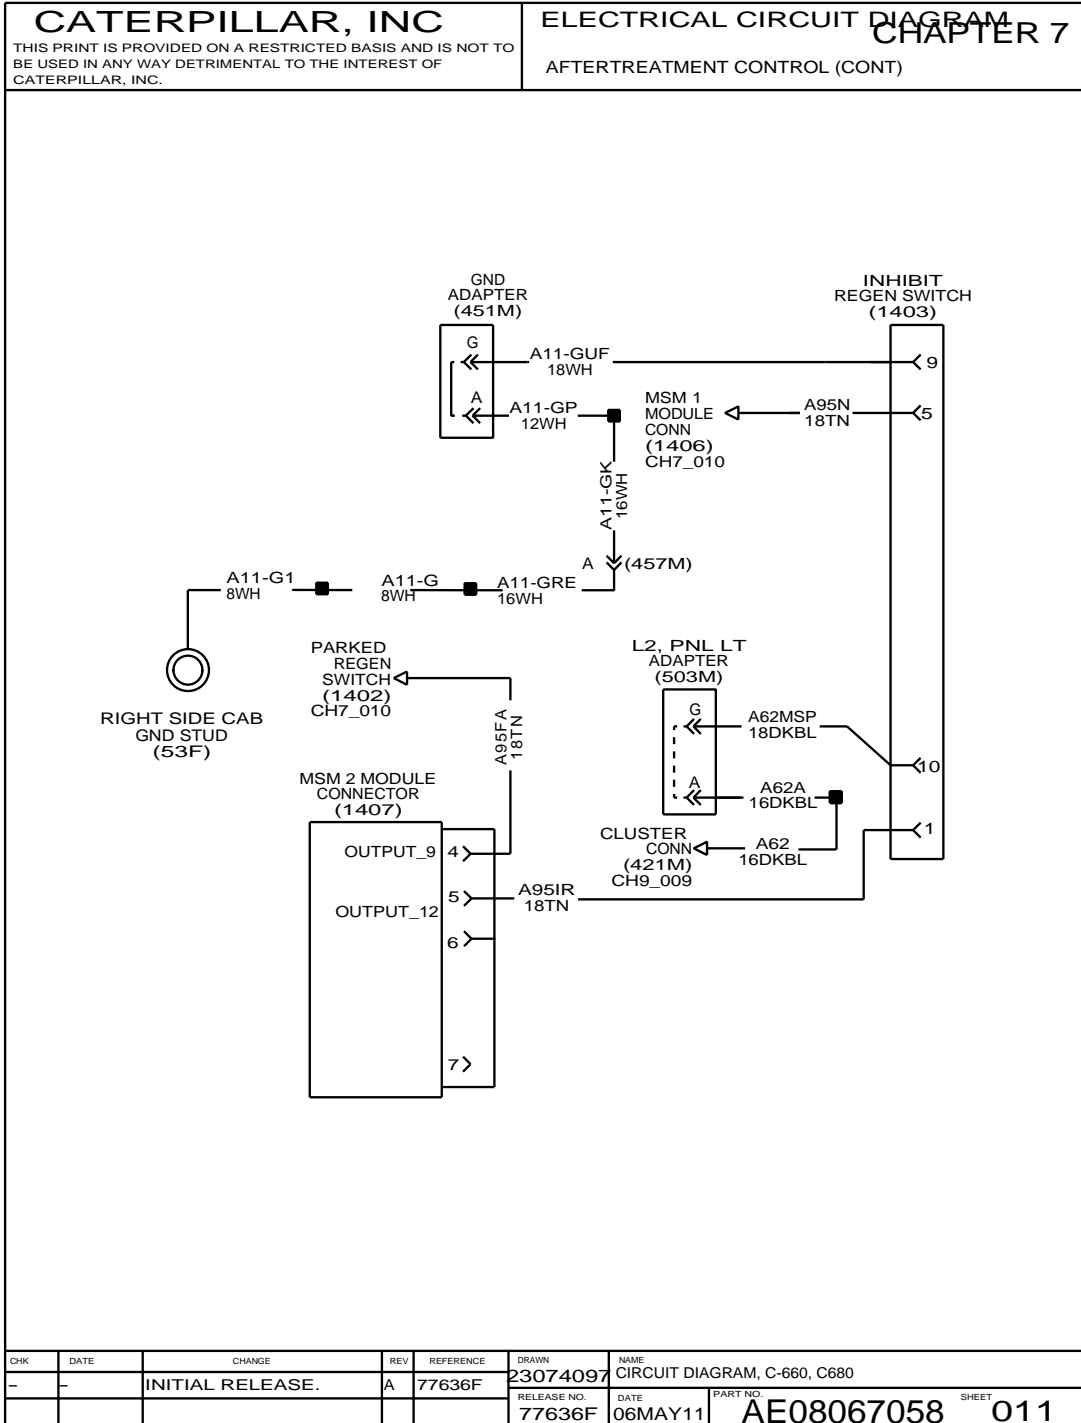 CATERPILLAR, INC
THIS PRINT IS PROVIDED ON A RESTRICTED BASIS AND IS NOT TO
BE USED IN ANY WAY DETRIMENTAL TO THE INTEREST OF
CATERPILLAR, INC.
ELECTRICAL CIRCUIT DIAGRAM
CHAPTER 7
AFTERTREATMENT CONTROL (CONT)
GND
ADAPTER
(451M)
G
A
A11-GUF
18WH
A11-GP
12WH
INHIBIT
REGEN SWITCH
(1403)
9
5
10
1
MSM 1
MODULE
CONN
(1406)
CH7_010
A95N
18TN
A11-GK
16WH
A
(457M)
A11-G1
8WH
A11-G
8WH
A11-GRE
16WH
RIGHT SIDE CAB
GND STUD
(53F)
PARKED
REGEN
SWITCH
(1402)
CH7_010
A95FA
18TN
L2, PNL LT
ADAPTER
(503M)
G
A
A62MSP
18DKBL
A62A
16DKBL
CLUSTER
CONN
(421M)
CH9_009
A62
16DKBL
MSM 2 MODULE
CONNECTOR
(1407)
OUTPUT_9
4
5
OUTPUT_12
6
7
A95IR
18TN
CHK
DATE
CHANGE
REV
REFERENCE
DRAWN
NAME
–
–
INITIAL RELEASE.
A
77636F
23074097
CIRCUIT DIAGRAM, C-660, C680
RELEASE NO.
77636F
DATE
06MAY11
PART NO.
AE08067058
SHEET
011